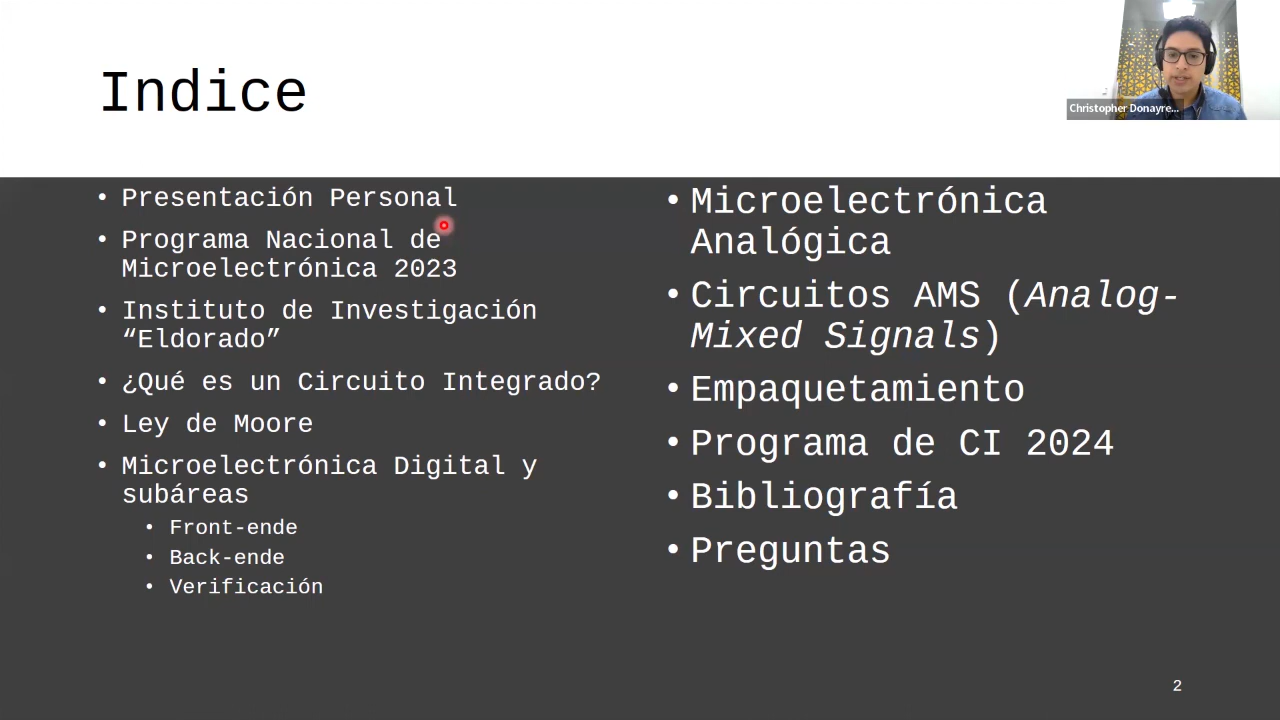 Indice
Christopher Donayre...
• Presentación Personal
• Programa Nacional de
Microelectrónica 2023
• Instituto de Investigación
“Eldorado”
• ¿Qué es un Circuito Integrado?
• Ley de Moore
• Microelectrónica Digital y
subáreas
• Front-ende
• Back-ende
• Verificación
• Microelectrónica
Analógica
• Circuitos AMS (Analog-
Mixed Signals)
• Empaquetamiento
• Programa de CI 2024
• Bibliografía
• Preguntas
2